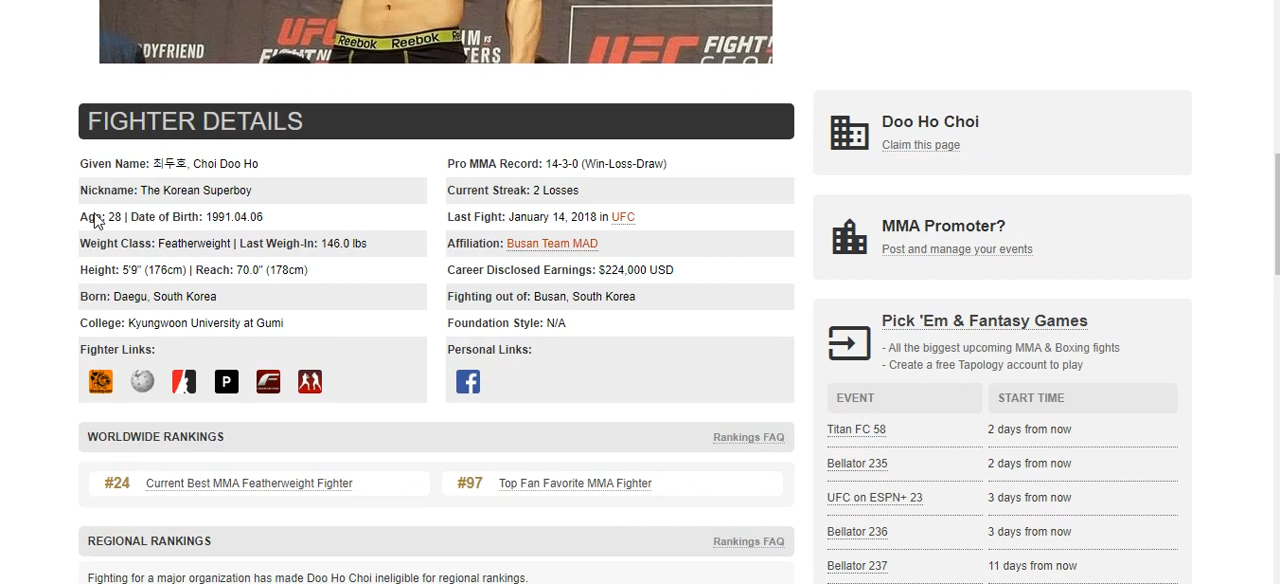 UFC
DYFRIEND
Reebok Reebok Re
UFC FIGHT
FIGHTER DETAILS
Given Name: 최두호, Choi Doo Ho
Nickname: The Korean Superboy
Age: 28 | Date of Birth: 1991.04.06
Weight Class: Featherweight | Last Weigh-In: 146.0 lbs
Height: 5'9" (176cm) | Reach: 70.0" (178cm)
Born: Daegu, South Korea
College: Kyungwoon University at Gumi
Fighter Links:
P
Pro MMA Record: 14-3-0 (Win-Loss-Draw)
Current Streak: 2 Losses
Last Fight: January 14, 2018 in UFC
Affiliation: Busan Team MAD
Career Disclosed Earnings: $224,000 USD
Fighting out of: Busan, South Korea
Foundation Style: N/A
Personal Links:
WORLDWIDE RANKINGS Rankings FAQ
#24 Current Best MMA Featherweight Fighter
#97 Top Fan Favorite MMA Fighter
REGIONAL RANKINGS Rankings FAQ
Fighting for a major organization has made Doo Ho Choi ineligible for regional rankings.
Doo Ho Choi
Claim this page
MMA Promoter?
Post and manage your events
Pick 'Em & Fantasy Games
- All the biggest upcoming MMA & Boxing fights
- Create a free Tapology account to play
EVENT START TIME
Titan FC 58 2 days from now
Bellator 235 2 days from now
UFC on ESPN+ 23 3 days from now
Bellator 236 3 days from now
Bellator 237 11 days from now